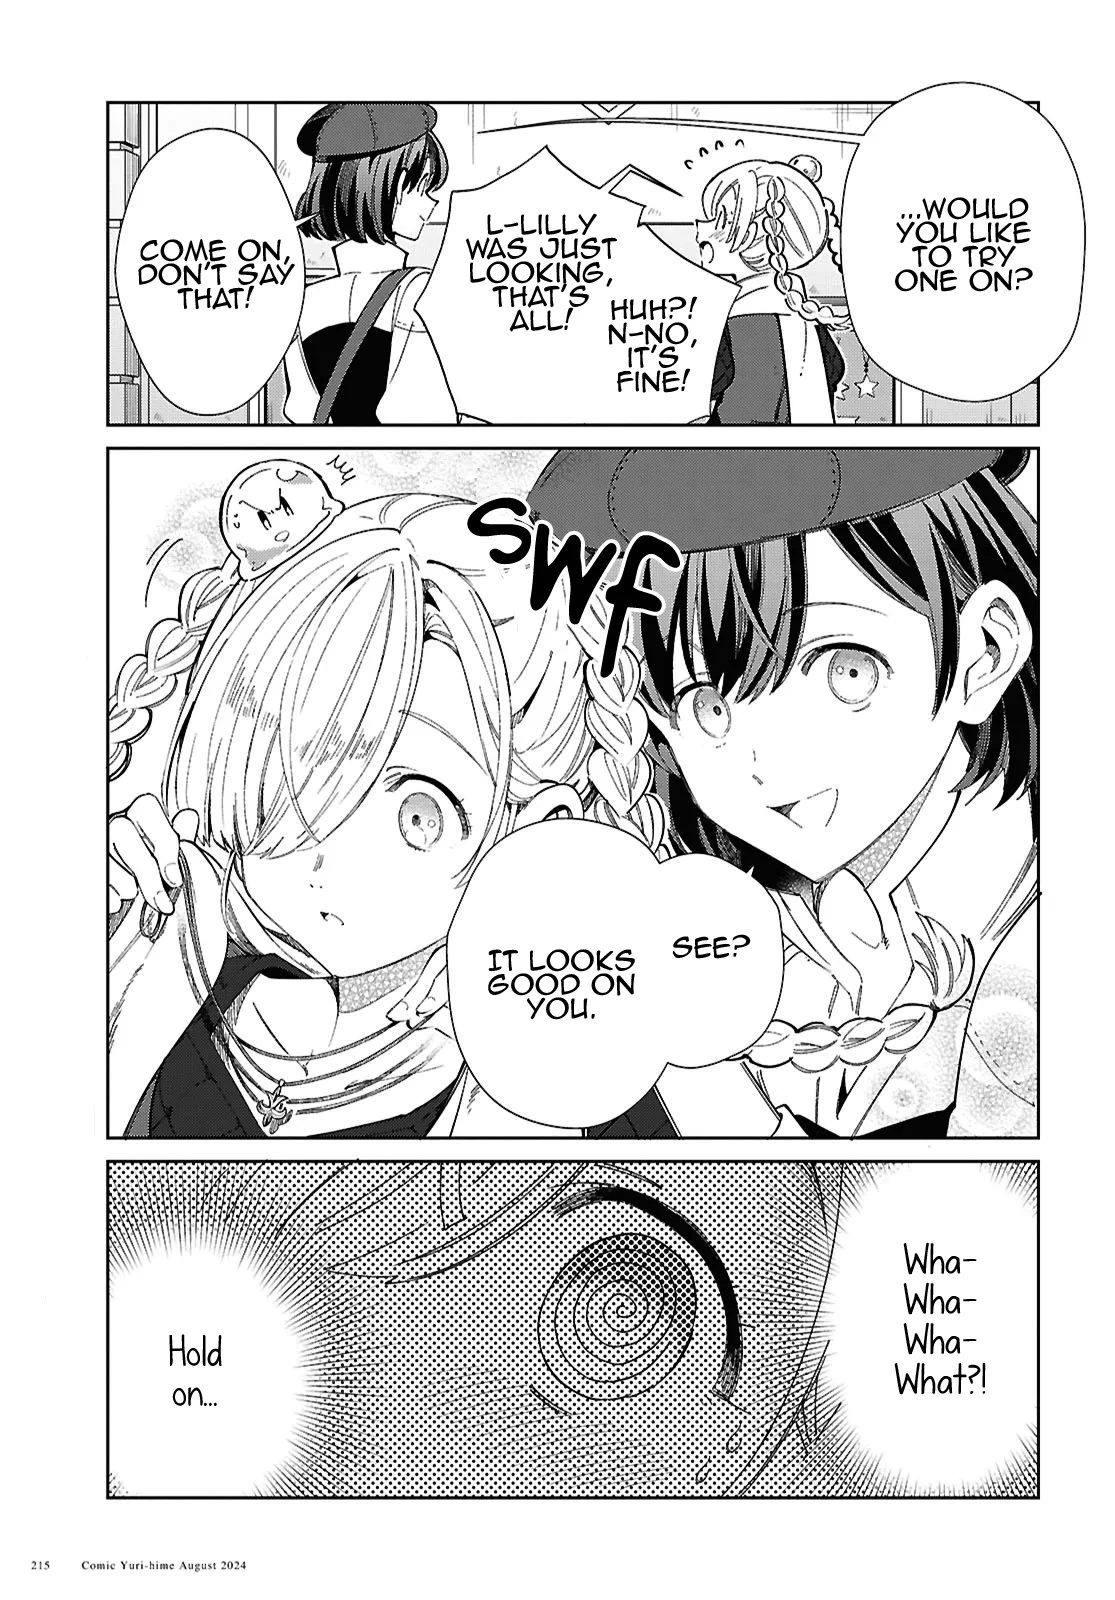 ...WOULD
YOU LIKE
TO TRY
ONE ON?
HUH?!
N-NO,
IT'S
FINE!
L-LILLY
WAS JUST
LOOKING,
THAT'S
ALL!
COME ON,
DON'T SAY
THAT!
SWF
SEE?
IT LOOKS
GOOD ON
YOU.
Wha-
Wha-
Wha-
What?!
Hold
on...
215 Comic Yuri-hime August 2024